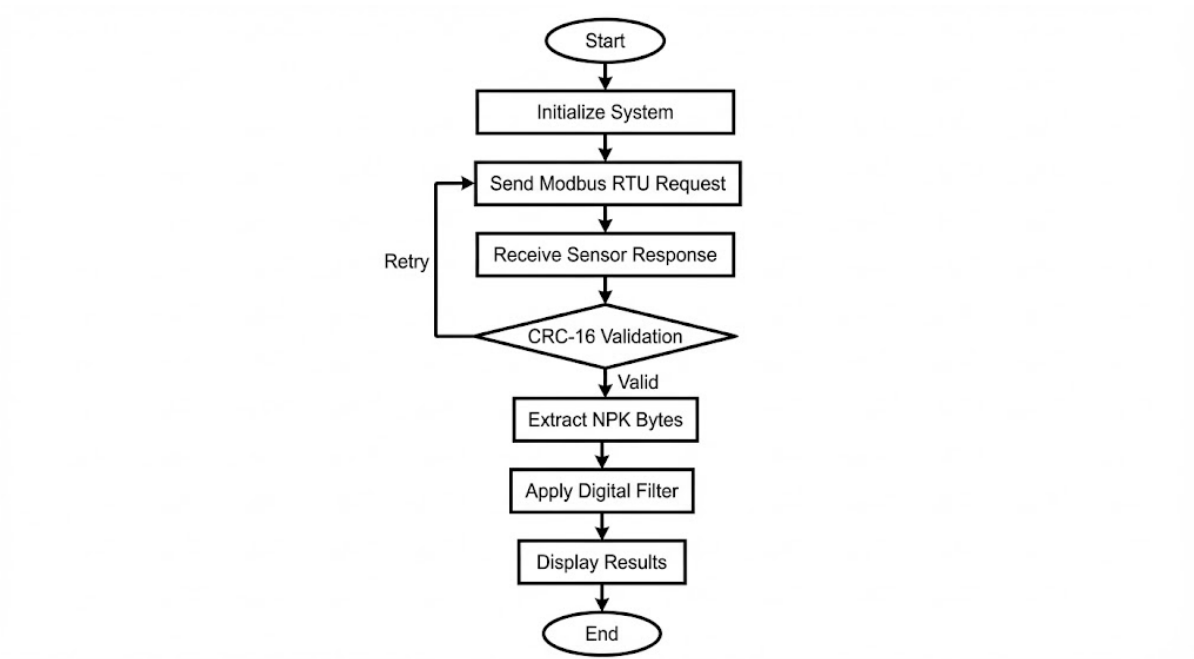 Start
Initialize System
Send Modbus RTU Request
Receive Sensor Response
Retry
CRC-16 Validation
Valid
Extract NPK Bytes
Apply Digital Filter
Display Results
End